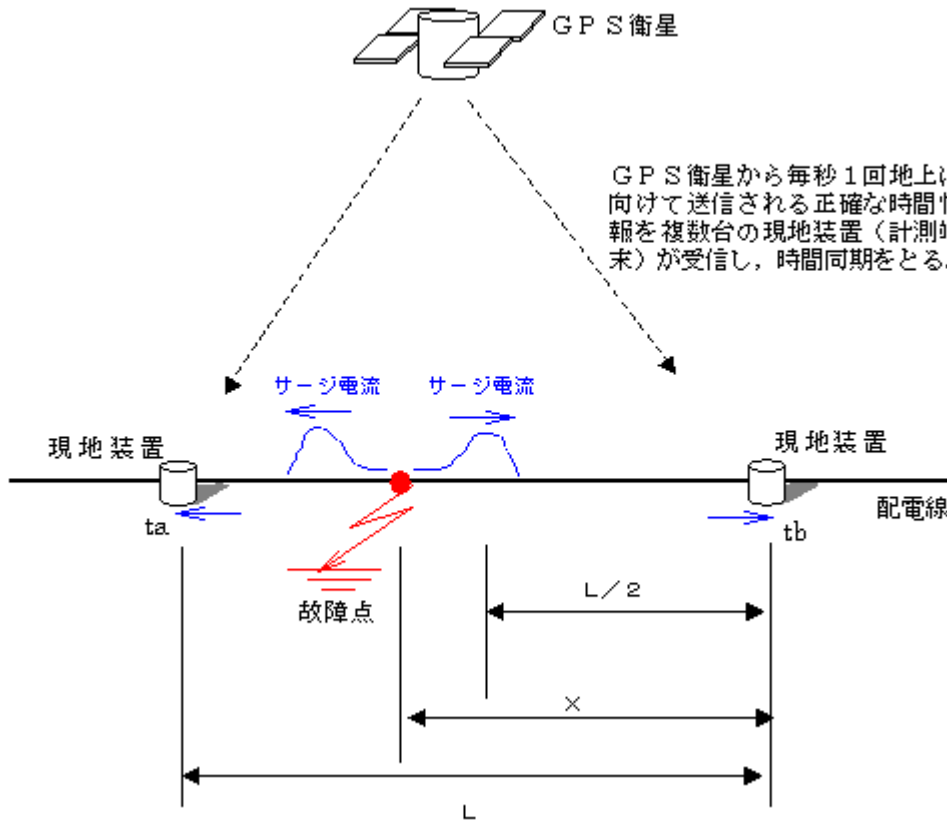 ＧＰＳ衛星
ＧＰＳ衛星から毎秒１回地上に
向けて送信される正確な時間情
報を複数台の現地装置（計測端
末）が受信し，時間同期をとる
サージ電流
サージ電流
現地装置
現地装置
配電線
ta
tb
故障点
Ｌ／２
Ｘ
Ｌ